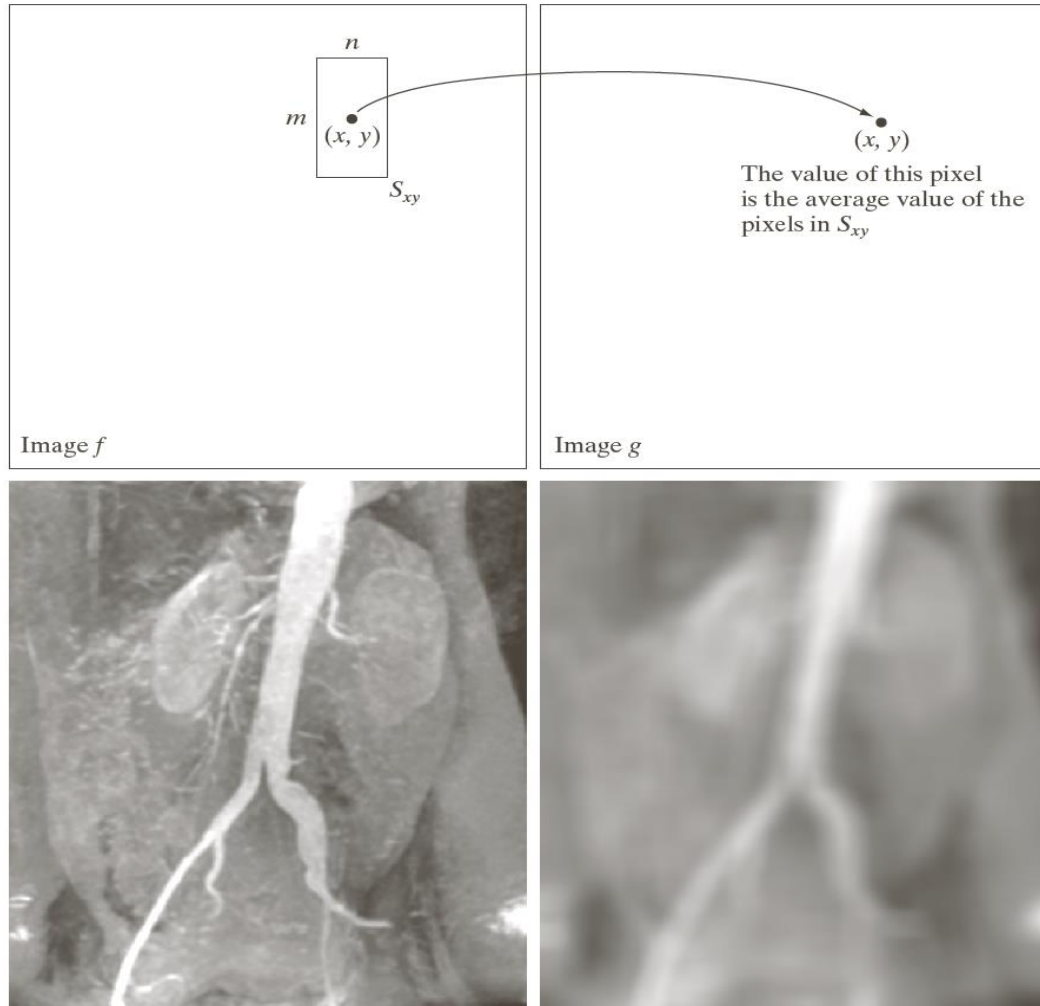 n
m
(x, y)
S_xy
Image f
(x, y)
The value of this pixel
is the average value of the
pixels in S_xy
Image g